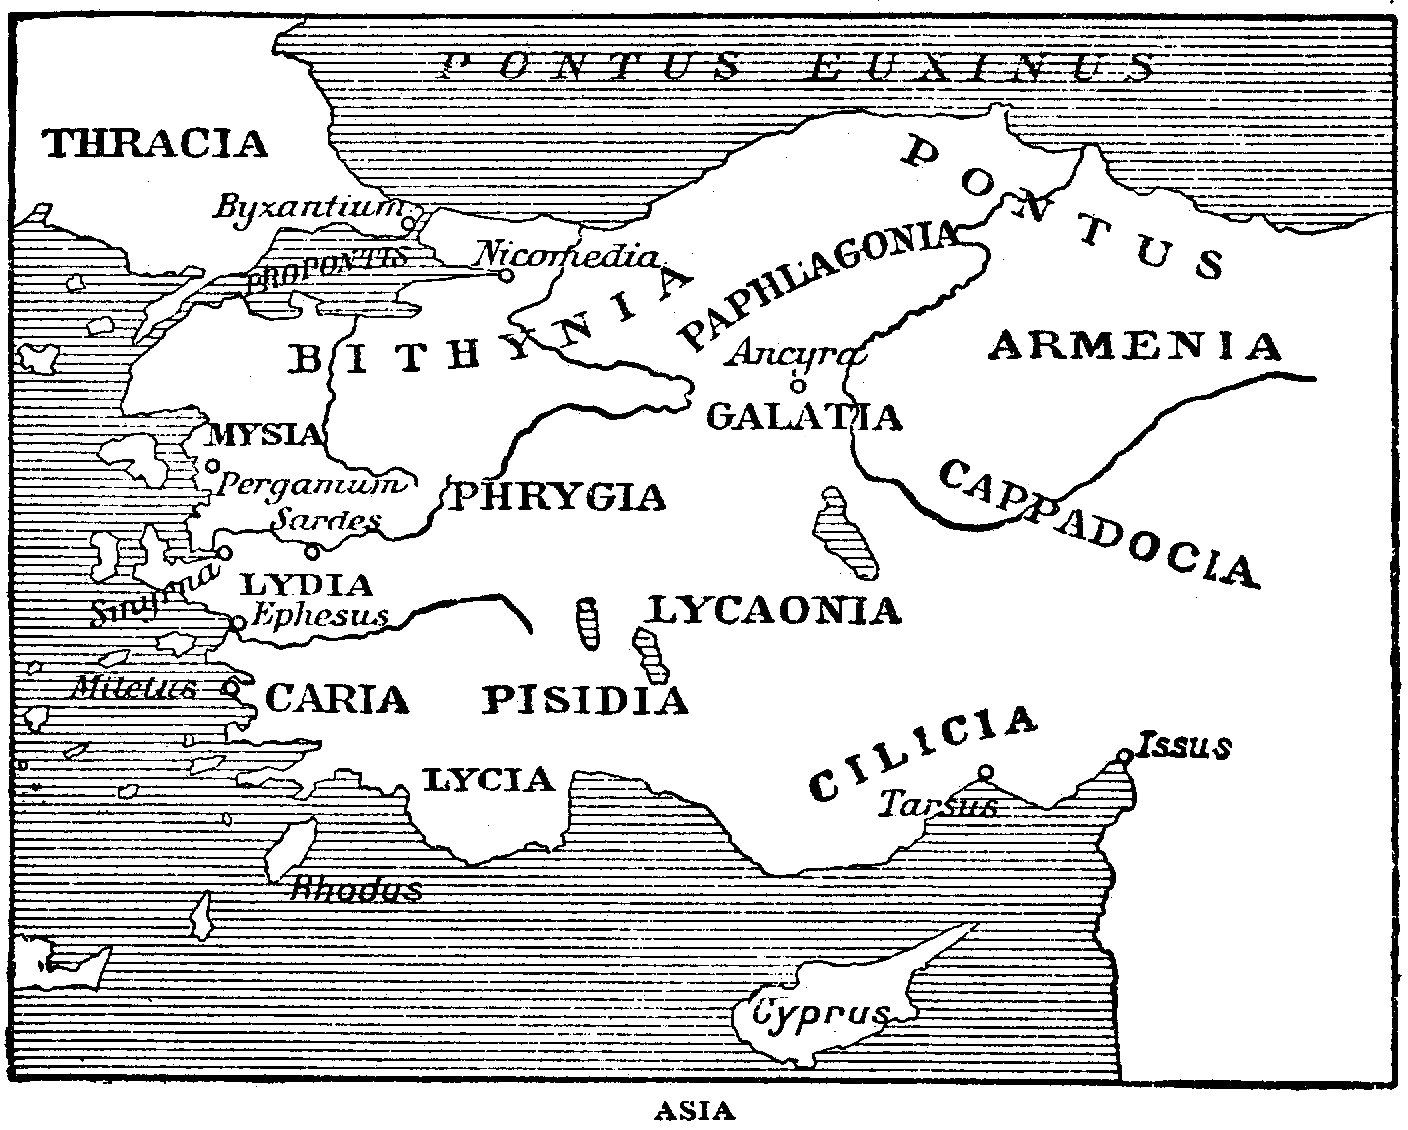 PONTUS EUXINUS
THRACIA
PONTUS
Byzantium
PAPHLAGONIA
Nicomedia
PROPONTIS
BITHYNIA
ARMENIA
Ancyra
GALATIA
MYSIA
Pergamum
PHRYGIA
CAPPADOCIA
Sardes
Smyrna
LYDIA
Ephesus
LYCAONIA
Miletus
CARIA
PISIDIA
CILICIA
Issus
LYCIA
Tarsus
Rhodus
Cyprus
ASIA